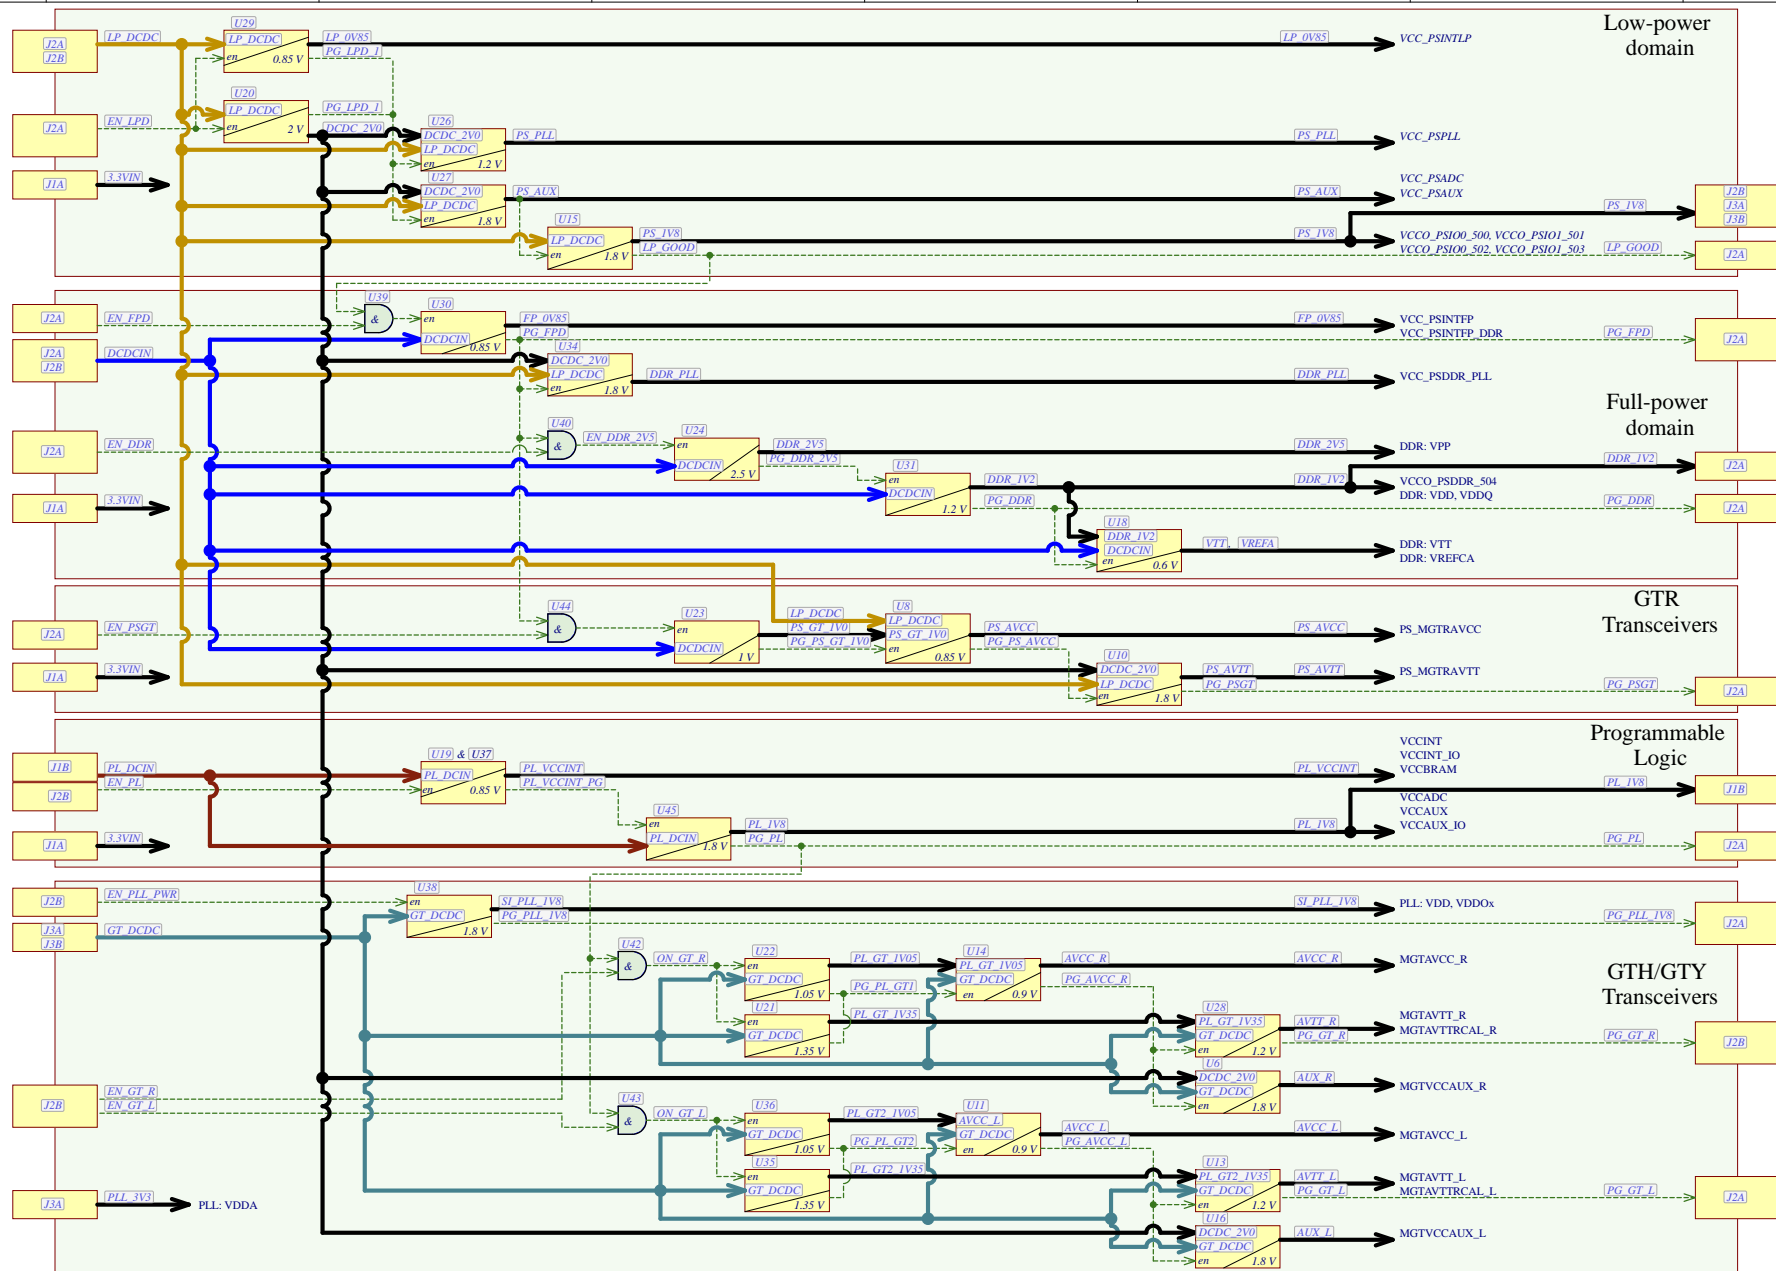 Low-power
domain
U29
J2A
J2B
LP_DCDC
LP_DCDC
en
0.85 V
LP_0V85
PG_LPD_1
LP_0V85
VCC_PSINTLP
U20
J2A
EN_LPD
LP_DCDC
en
2 V
PG_LPD_1
DCDC_2V0
U26
DCDC_2V0
LP_DCDC
en
1.2 V
PS_PLL
PS_PLL
VCC_PSPLL
J1A
3.3VIN
U27
DCDC_2V0
LP_DCDC
en
1.8 V
PS_AUX
PS_AUX
VCC_PSADC
VCC_PSAUX
PS_1V8
J2B
J3A
J3B
U15
LP_DCDC
en
1.8 V
PS_1V8
LP_GOOD
PS_1V8
VCCO_PSIO0_500, VCCO_PSIO1_501
VCCO_PSIO0_502, VCCO_PSIO1_503
LP_GOOD
J2A
Full-power
domain
J2A
EN_FPD
U39
&
U30
en
DCDCIN
0.85 V
FP_0V85
PG_FPD
FP_0V85
VCC_PSINTFP
VCC_PSINTFP_DDR
PG_FPD
J2A
J2A
J2B
DCDCIN
U34
DCDC_2V0
LP_DCDC
en
1.8 V
DDR_PLL
DDR_PLL
VCC_PSDDR_PLL
J2A
EN_DDR
U40
&
EN_DDR_2V5
U24
en
DCDCIN
2.5 V
DDR_2V5
PG_DDR_2V5
DDR_2V5
DDR: VPP
U31
en
DCDCIN
1.2 V
DDR_1V2
PG_DDR
DDR_1V2
VCCO_PSDDR_504
DDR: VDD, VDDQ
DDR_1V2
J2A
PG_DDR
J2A
J1A
3.3VIN
U18
DDR_1V2
DCDCIN
en
0.6 V
VTT, VREFA
DDR: VTT
DDR: VREFCA
GTR
Transceivers
J2A
EN_PSGT
U44
&
U23
en
DCDCIN
1 V
LP_DCDC
PS_GT_1V0
PG_PS_GT_1V0
U8
LP_DCDC
PS_GT_1V0
en
0.85 V
PS_AVCC
PG_PS_AVCC
PS_AVCC
PS_MGTRAVCC
J1A
3.3VIN
U10
DCDC_2V0
LP_DCDC
en
1.8 V
PS_AVTT
PG_PSGT
PS_AVTT
PS_MGTRAVTT
PG_PSGT
J2A
Programmable
Logic
J1B
PL_DCIN
J2B
EN_PL
U19 & U37
PL_DCIN
en
0.85 V
PL_VCCINT
PL_VCCINT_PG
PL_VCCINT
VCCINT
VCCINT_IO
VCCBRAM
J1A
3.3VIN
U45
en
PL_DCIN
1.8 V
PL_1V8
PG_PL
PL_1V8
VCCADC
VCCAUX
VCCAUX_IO
PL_1V8
J1B
PG_PL
J2A
GTH/GTY
Transceivers
J2B
EN_PLL_PWR
J3A
J3B
GT_DCDC
U38
en
GT_DCDC
1.8 V
SI_PLL_1V8
PG_PLL_1V8
SI_PLL_1V8
PLL: VDD, VDDOx
PG_PLL_1V8
J2A
U42
&
ON_GT_R
U22
en
GT_DCDC
1.05 V
PL_GT_1V05
PG_PL_GT1
U14
PL_GT_1V05
GT_DCDC
en
0.9 V
AVCC_R
PG_AVCC_R
AVCC_R
MGTAVCC_R
U21
en
GT_DCDC
1.35 V
PL_GT_1V35
U28
PL_GT_1V35
GT_DCDC
en
1.2 V
AVTT_R
PG_GT_R
MGTAVTT_R
MGTAVTTRCAL_R
PG_GT_R
J2B
U6
DCDC_2V0
GT_DCDC
en
1.8 V
AUX_R
MGTVCCAUX_R
J2B
EN_GT_R
EN_GT_L
U43
&
ON_GT_L
U36
en
GT_DCDC
1.05 V
PL_GT2_1V05
PG_PL_GT2
U11
AVCC_L
GT_DCDC
en
0.9 V
AVCC_L
PG_AVCC_L
AVCC_L
MGTAVCC_L
U35
en
GT_DCDC
1.35 V
PL_GT2_1V35
U13
PL_GT2_1V35
GT_DCDC
en
1.2 V
AVTT_L
PG_GT_L
MGTAVTT_L
MGTAVTTRCAL_L
PG_GT_L
J2A
J3A
PLL_3V3
PLL: VDDA
U16
DCDC_2V0
GT_DCDC
en
1.8 V
AUX_L
MGTVCCAUX_L